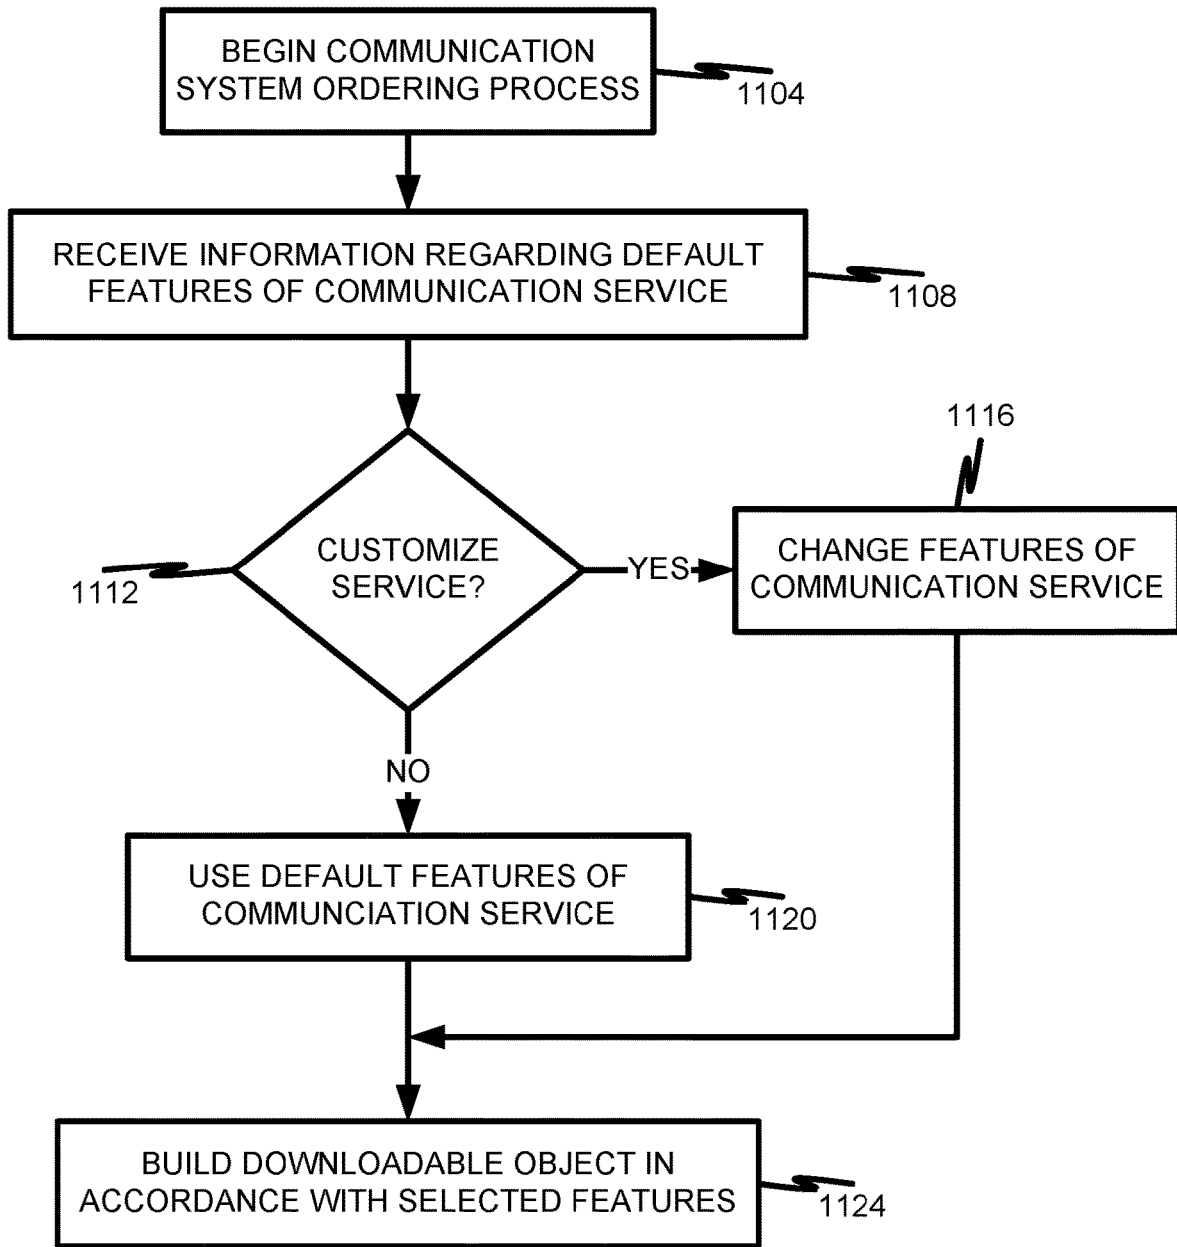 BEGIN COMMUNICATION
SYSTEM ORDERING PROCESS
1104
RECEIVE INFORMATION REGARDING DEFAULT
FEATURES OF COMMUNICATION SERVICE
1108
CUSTOMIZE
SERVICE?
1112
YES
1116
CHANGE FEATURES OF
COMMUNICATION SERVICE
NO
USE DEFAULT FEATURES OF
COMMUNCIATION SERVICE
1120
BUILD DOWNLOADABLE OBJECT IN
ACCORDANCE WITH SELECTED FEATURES
1124